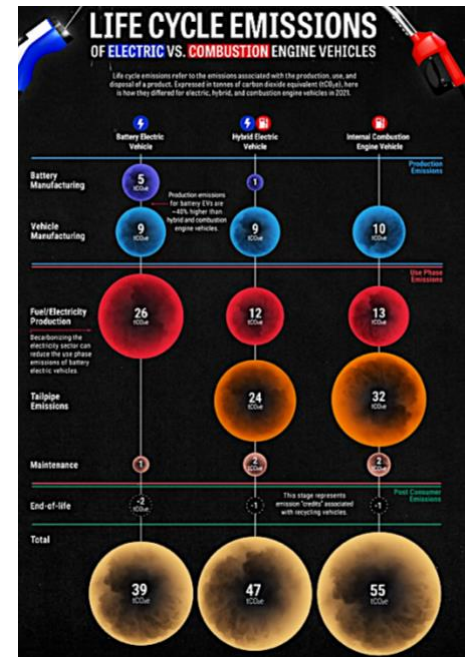 LIFE CYCLE EMISSIONS
OF ELECTRIC VS. COMBUSTION ENGINE VEHICLES
Life cycle emissions refer to the emissions associated with the production, use, and
disposal of a product. Expressed in tonnes of carbon dioxide equivalent (tCO₂e), here
is how they differed for electric, hybrid, and combustion engine vehicles in 2021.
Battery Electric
Vehicle
Hybrid Electric
Vehicle
Internal Combustion
Engine Vehicle
Production
Emissions
Battery
Manufacturing
5
tCO₂e
1
Production emissions
for battery EVs are
~40% higher than
hybrid and combustion
engine vehicles.
Vehicle
Manufacturing
9
tCO₂e
9
tCO₂e
10
tCO₂e
Use Phase
Emissions
Fuel/Electricity
Production
Decarbonizing the
electricity sector can
reduce the use phase
emissions of battery
electric vehicles.
26
tCO₂e
12
tCO₂e
13
tCO₂e
Tailpipe
Emissions
24
tCO₂e
32
tCO₂e
Maintenance
1
2
tCO₂e
2
tCO₂e
Post Consumer
Emissions
End-of-life
-2
tCO₂e
-1
This stage represents
emission "credits" associated
with recycling vehicles.
-1
Total
39
tCO₂e
47
tCO₂e
55
tCO₂e